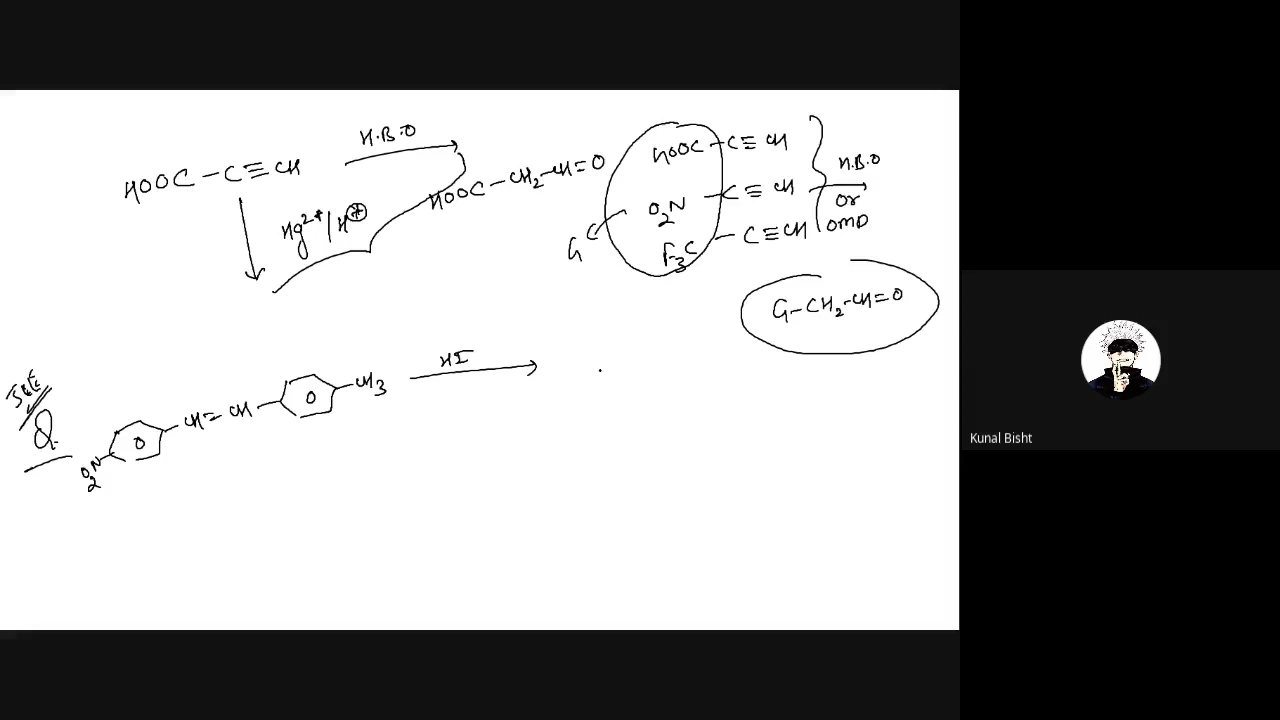 HOOC - C ≡ CH
H.B.O
Hg²⁺ / H⊕
HOOC - CH₂ - CH = O
HOOC - C ≡ CH
O₂N - C ≡ CH
F₃C - C ≡ CH
G
H.B.O
Or
OMD
G - CH₂ - CH = O
JEE
Q.
O₂N
CH = CH
CH₃
HI
Kunal Bisht